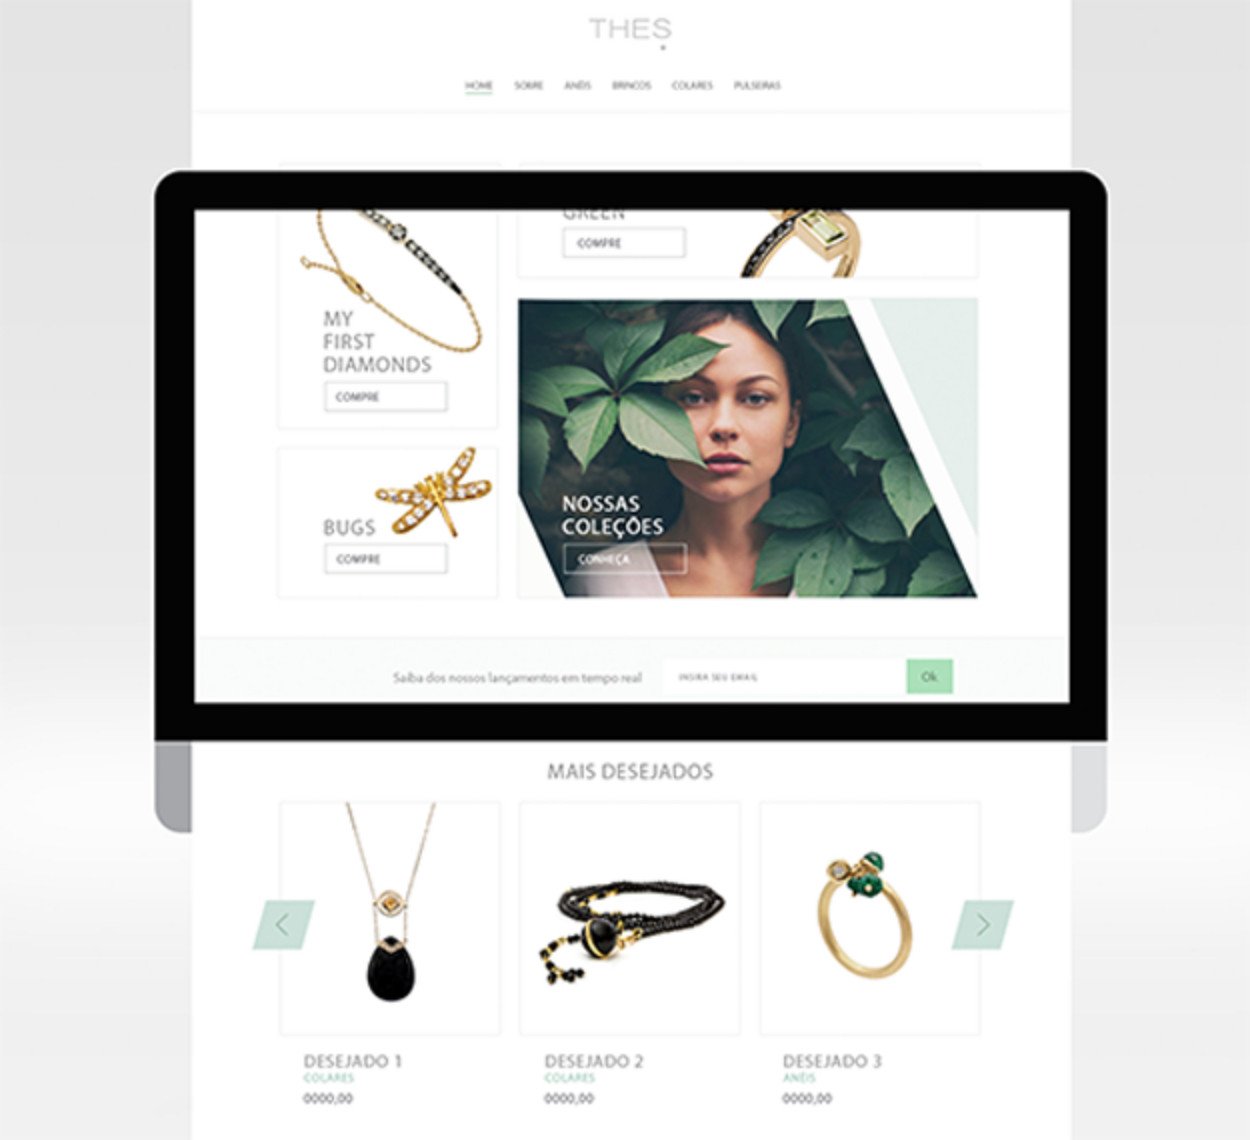 THES
HOME SOBRE ANÉIS BRINCOS COLARES PULSEIRAS
GREEN
COMPRE
MY
FIRST
DIAMONDS
COMPRE
BUGS
COMPRE
NOSSAS
COLEÇÕES
CONHEÇA
Saiba dos nossos lançamentos em tempo real
INSIRA SEU EMAIL
Ok
MAIS DESEJADOS
DESEJADO 1
COLARES
0000,00
DESEJADO 2
COLARES
0000,00
DESEJADO 3
ANÉIS
0000,00